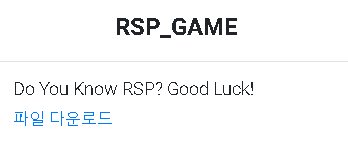 RSP_GAME
Do You Know RSP? Good Luck!
파일 다운로드